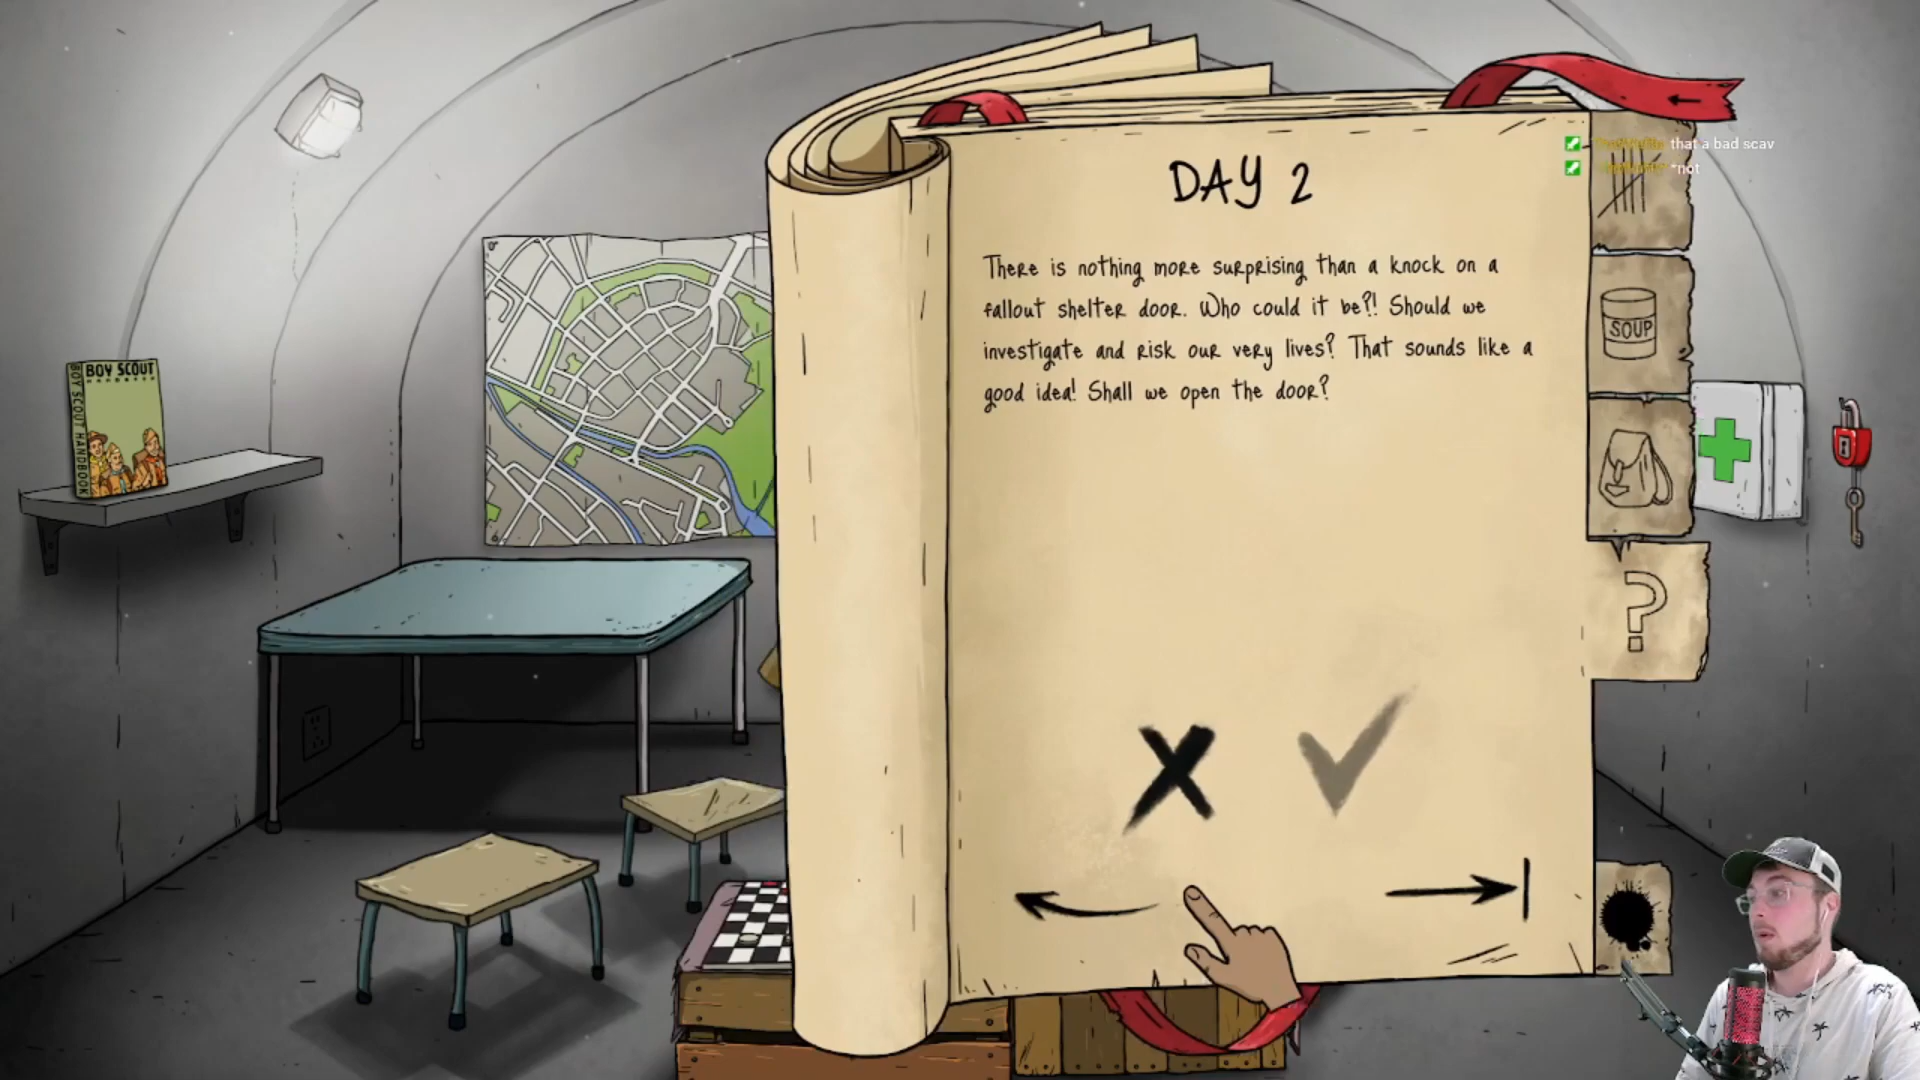 DAY 2
There is nothing more surprising than a knock on a
fallout shelter door. Who could it be?! Should we
investigate and risk our very lives? That sounds like a
good idea! Shall we open the door?
BOY SCOUT
BOY SCOUT HANDBOOK
SOUP
that a bad scav
*not